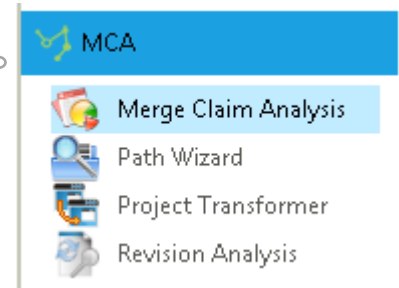 MCA
Merge Claim Analysis
Path Wizard
Project Transformer
Revision Analysis